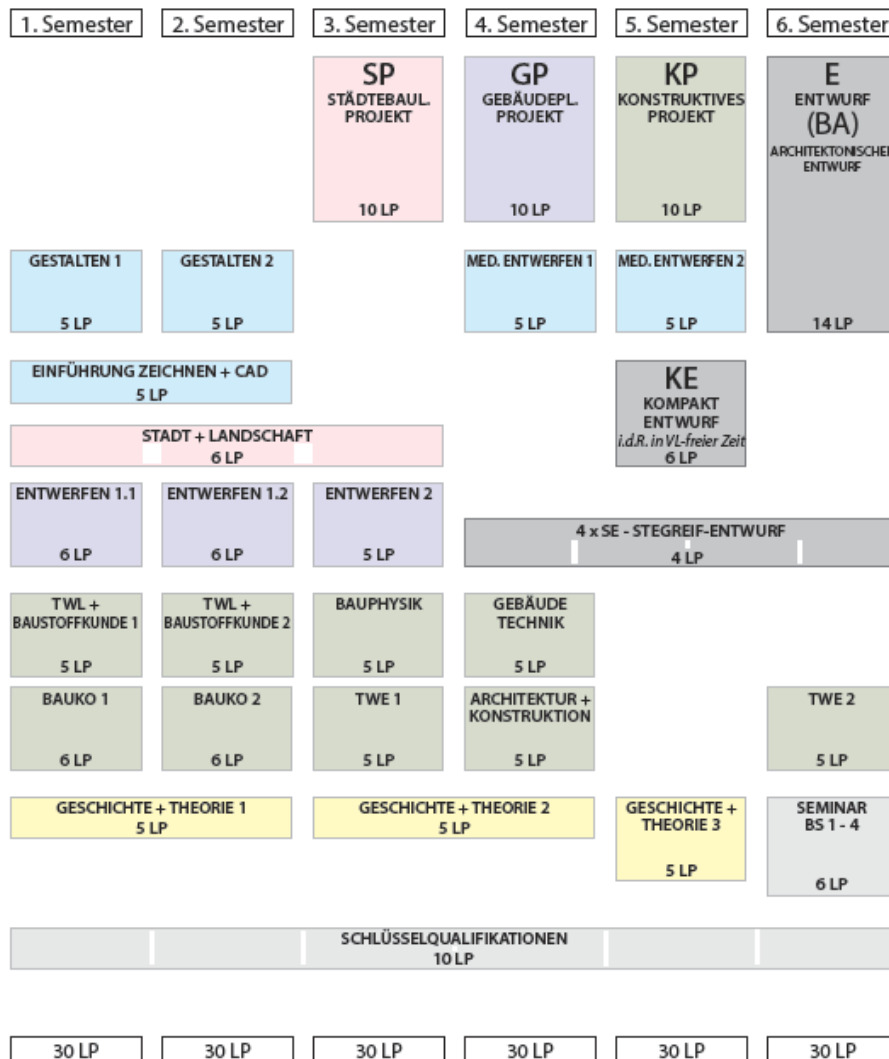 1. Semester 2. Semester 3. Semester 4. Semester 5. Semester 6. Semester
SP
STÄDTEBAUL.
PROJEKT
10 LP
GP
GEBÄUDEPL.
PROJEKT
10 LP
KP
KONSTRUKTIVES
PROJEKT
10 LP
E
ENTWURF
(BA)
ARCHITEKTONISCHER
ENTWURF
14 LP
GESTALTEN 1
5 LP
GESTALTEN 2
5 LP
MED. ENTWERFEN 1
5 LP
MED. ENTWERFEN 2
5 LP
EINFÜHRUNG ZEICHNEN + CAD
5 LP
KE
KOMPAKT
ENTWURF
i.d.R. in VL-freier Zeit
6 LP
STADT + LANDSCHAFT
6 LP
ENTWERFEN 1.1
6 LP
ENTWERFEN 1.2
6 LP
ENTWERFEN 2
5 LP
4 x SE - STEGREIF-ENTWURF
4 LP
TWL +
BAUSTOFFKUNDE 1
5 LP
TWL +
BAUSTOFFKUNDE 2
5 LP
BAUPHYSIK
5 LP
GEBÄUDE
TECHNIK
5 LP
BAUKO 1
6 LP
BAUKO 2
6 LP
TWE 1
5 LP
ARCHITEKTUR +
KONSTRUKTION
5 LP
TWE 2
5 LP
GESCHICHTE + THEORIE 1
5 LP
GESCHICHTE + THEORIE 2
5 LP
GESCHICHTE +
THEORIE 3
5 LP
SEMINAR
BS 1 - 4
6 LP
SCHLÜSSELQUALIFIKATIONEN
10 LP
30 LP 30 LP 30 LP 30 LP 30 LP 30 LP